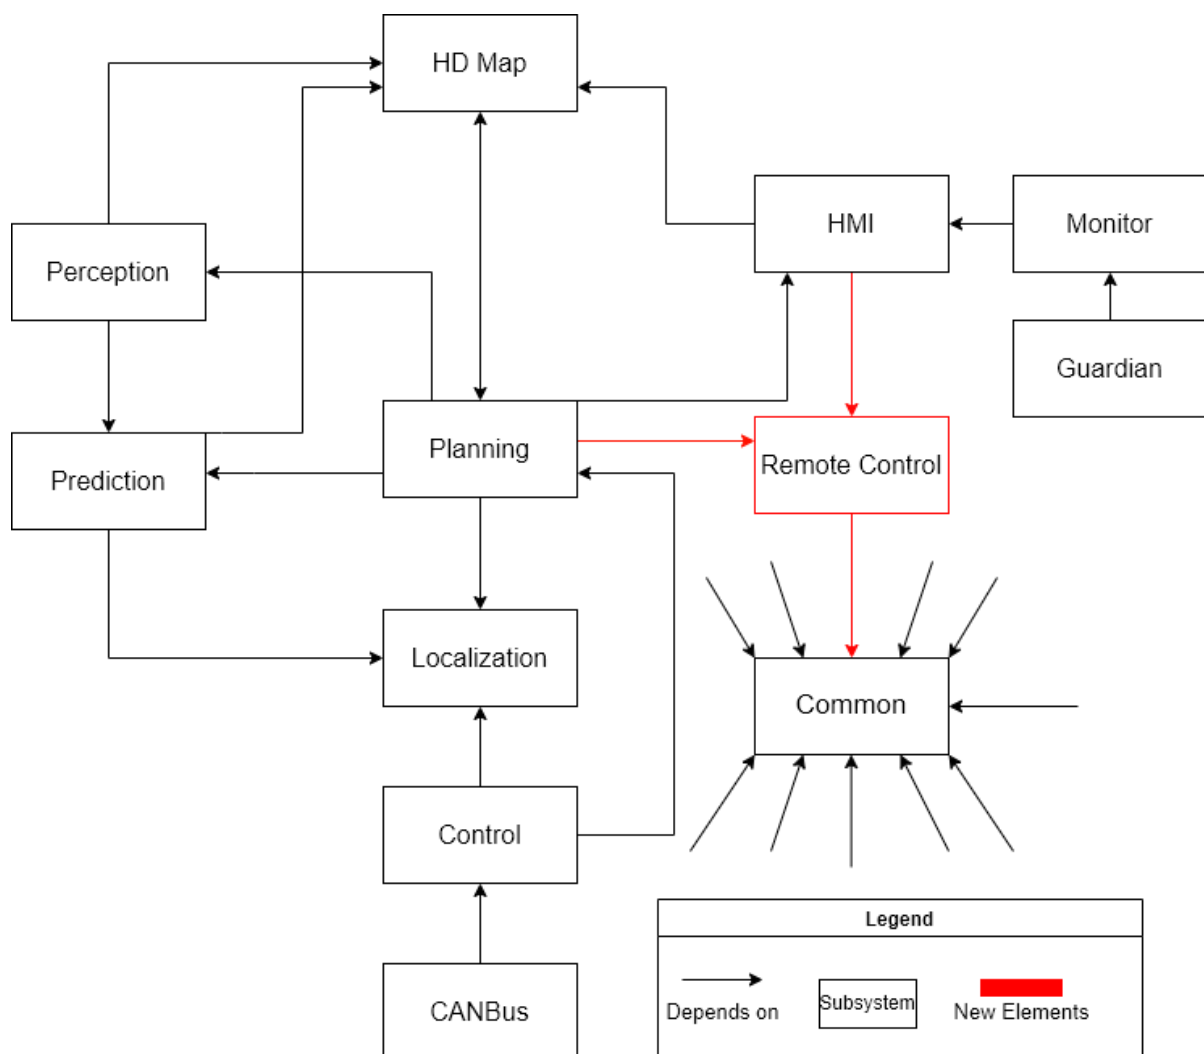 HD Map
HMI
Monitor
Perception
Guardian
Planning
Remote Control
Prediction
Localization
Common
Control
Legend
CANBus
Depends on
Subsystem
New Elements